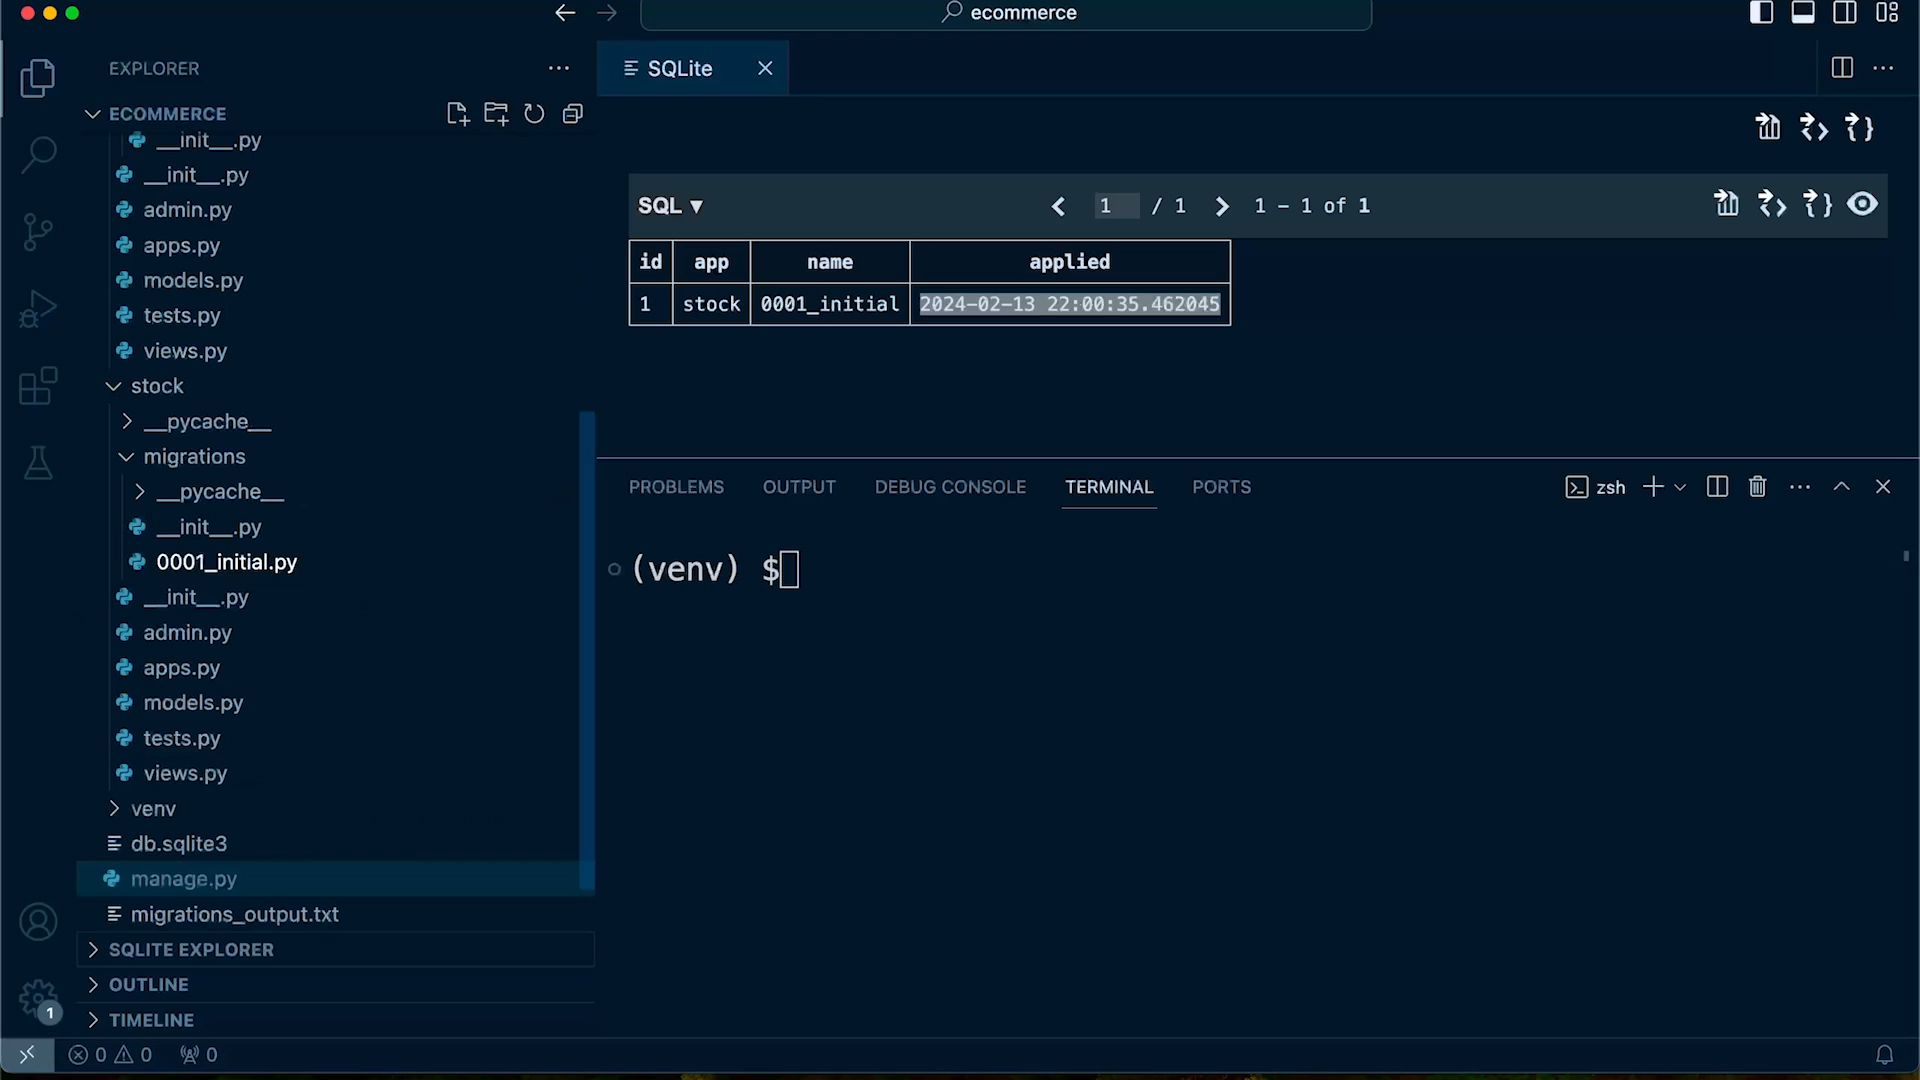 ecommerce
EXPLORER
ECOMMERCE
__init__.py
__init__.py
admin.py
apps.py
models.py
tests.py
views.py
stock
__pycache__
migrations
__pycache__
__init__.py
0001_initial.py
__init__.py
admin.py
apps.py
models.py
tests.py
views.py
venv
db.sqlite3
manage.py
migrations_output.txt
SQLITE EXPLORER
OUTLINE
TIMELINE
SQLite
SQL ▼ 1 / 1 1 – 1 of 1
id app name applied
1 stock 0001_initial 2024-02-13 22:00:35.462045
PROBLEMS OUTPUT DEBUG CONSOLE TERMINAL PORTS zsh
(venv) $
1
0 0 0